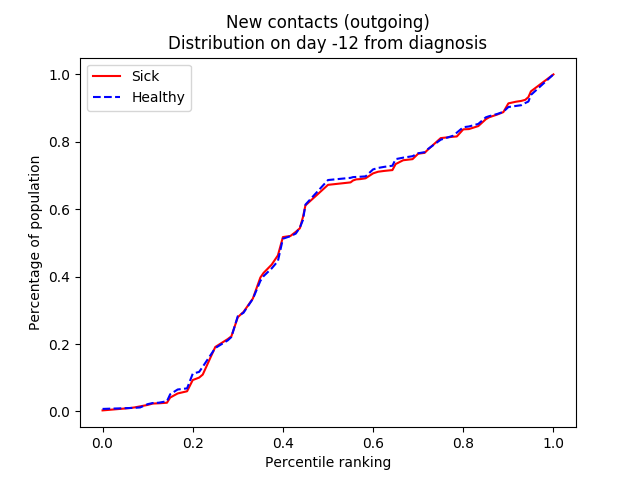 New contacts (outgoing)
Distribution on day -12 from diagnosis
Sick
Healthy
Percentage of population
1.0
0.8
0.6
0.4
0.2
0.0
0.0 0.2 0.4 0.6 0.8 1.0
Percentile ranking